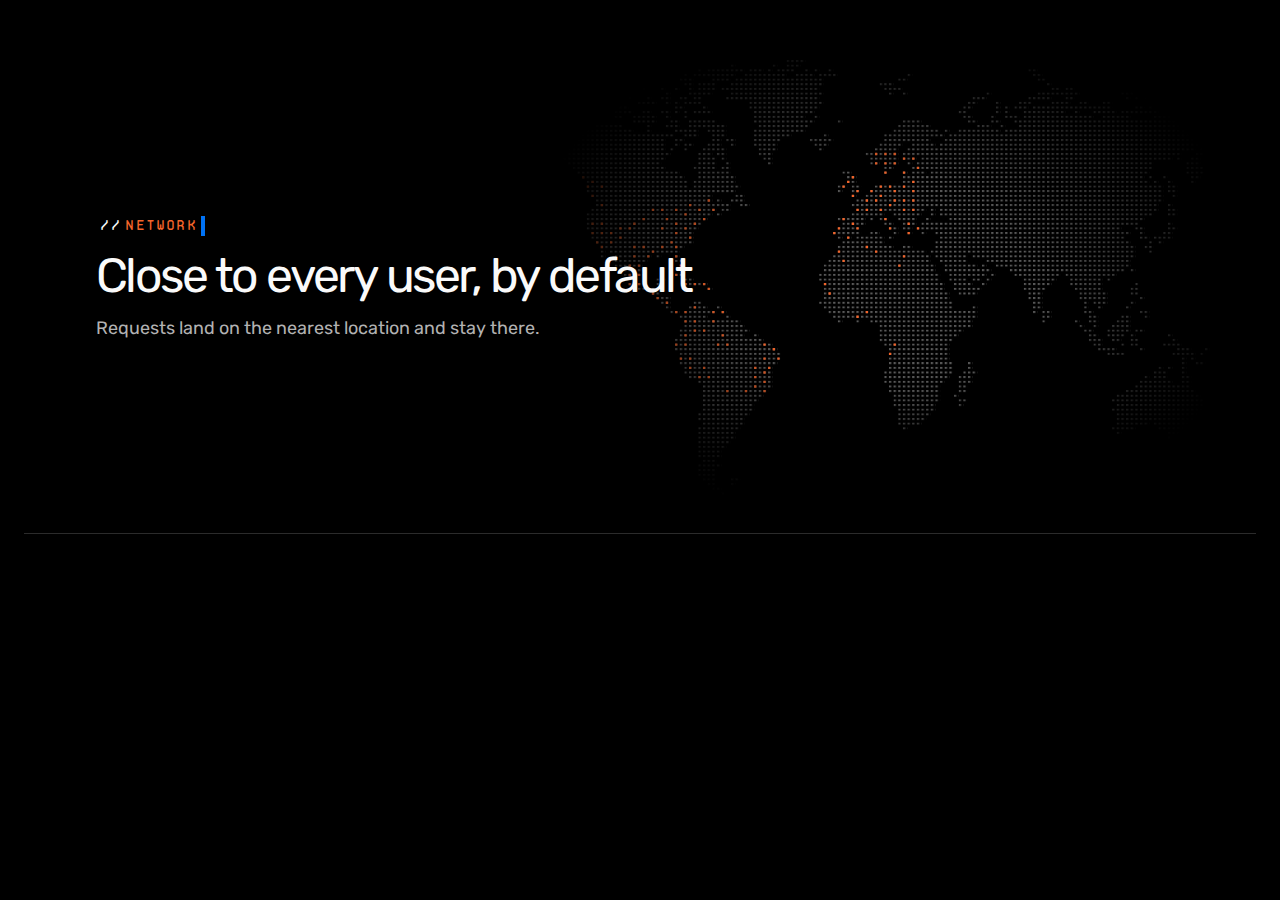 // NETWORK
Close to every user, by default
Requests land on the nearest location and stay there.